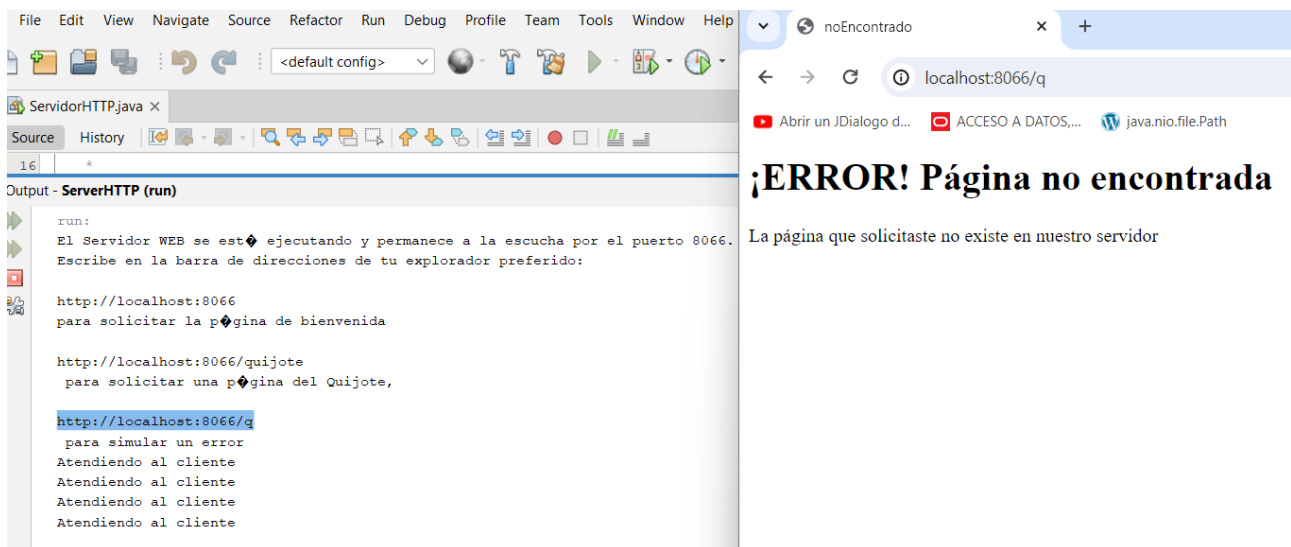 File Edit View Navigate Source Refactor Run Debug Profile Team Tools Window Help
<default config>
ServidorHTTP.java ×
Source History
16 *
Output - ServerHTTP (run)
run:
El Servidor WEB se est� ejecutando y permanece a la escucha por el puerto 8066.
Escribe en la barra de direcciones de tu explorador preferido:
http://localhost:8066
para solicitar la p�gina de bienvenida
http://localhost:8066/quijote
para solicitar una p�gina del Quijote,
http://localhost:8066/q
para simular un error
Atendiendo al cliente
Atendiendo al cliente
Atendiendo al cliente
Atendiendo al cliente
noEncontrado
localhost:8066/q
Abrir un JDialogo d... ACCESO A DATOS,... java.nio.file.Path
¡ERROR! Página no encontrada
La página que solicitaste no existe en nuestro servidor